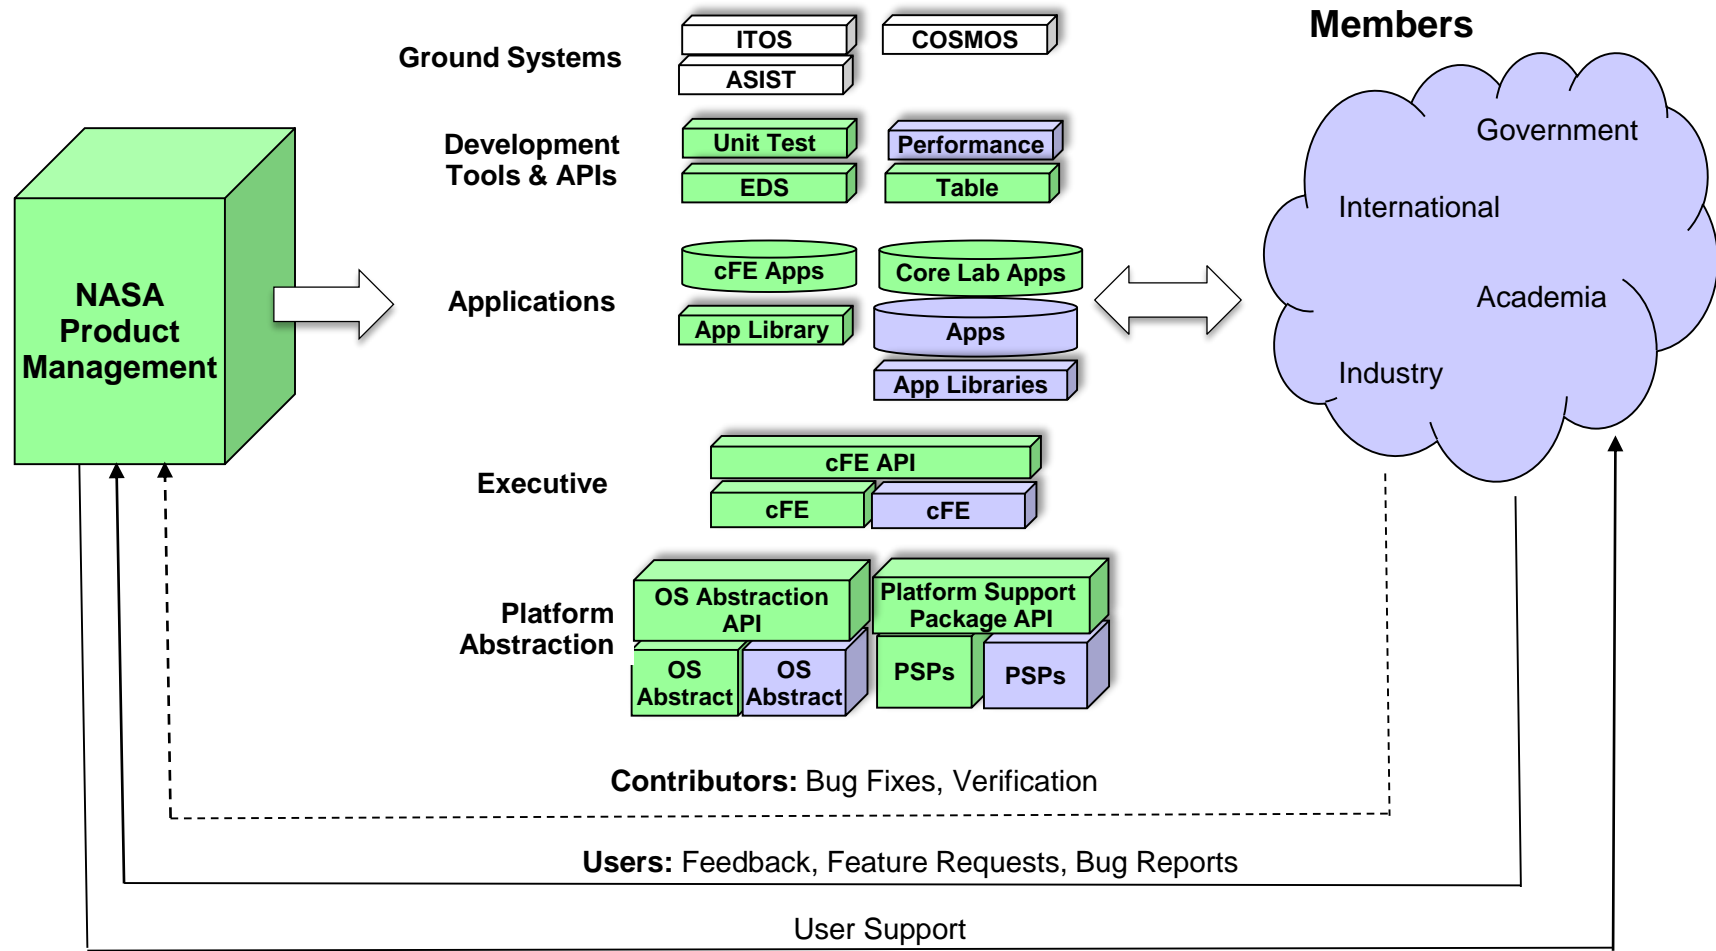 Members
Ground Systems
ITOS
COSMOS
ASIST
Development
Tools & APIs
Unit Test
Performance
EDS
Table
Applications
cFE Apps
Core Lab Apps
App Library
Apps
App Libraries
Executive
cFE API
cFE
cFE
Platform
Abstraction
OS Abstraction
API
Platform Support
Package API
OS
Abstract
OS
Abstract
PSPs
PSPs
NASA
Product
Management
Government
International
Academia
Industry
Contributors: Bug Fixes, Verification
Users: Feedback, Feature Requests, Bug Reports
User Support